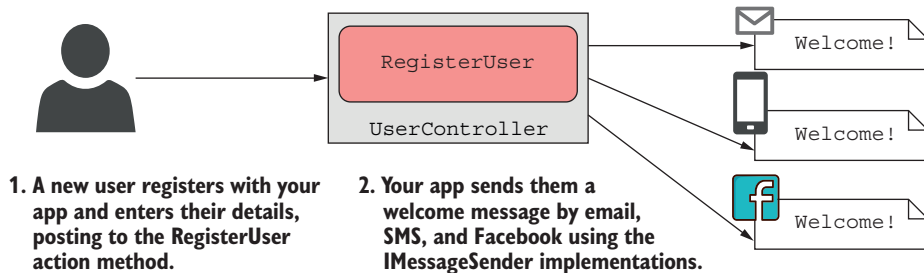 RegisterUser
UserController
Welcome!
Welcome!
f
Welcome!
1. A new user registers with your
app and enters their details,
posting to the RegisterUser
action method.
2. Your app sends them a
welcome message by email,
SMS, and Facebook using the
IMessageSender implementations.